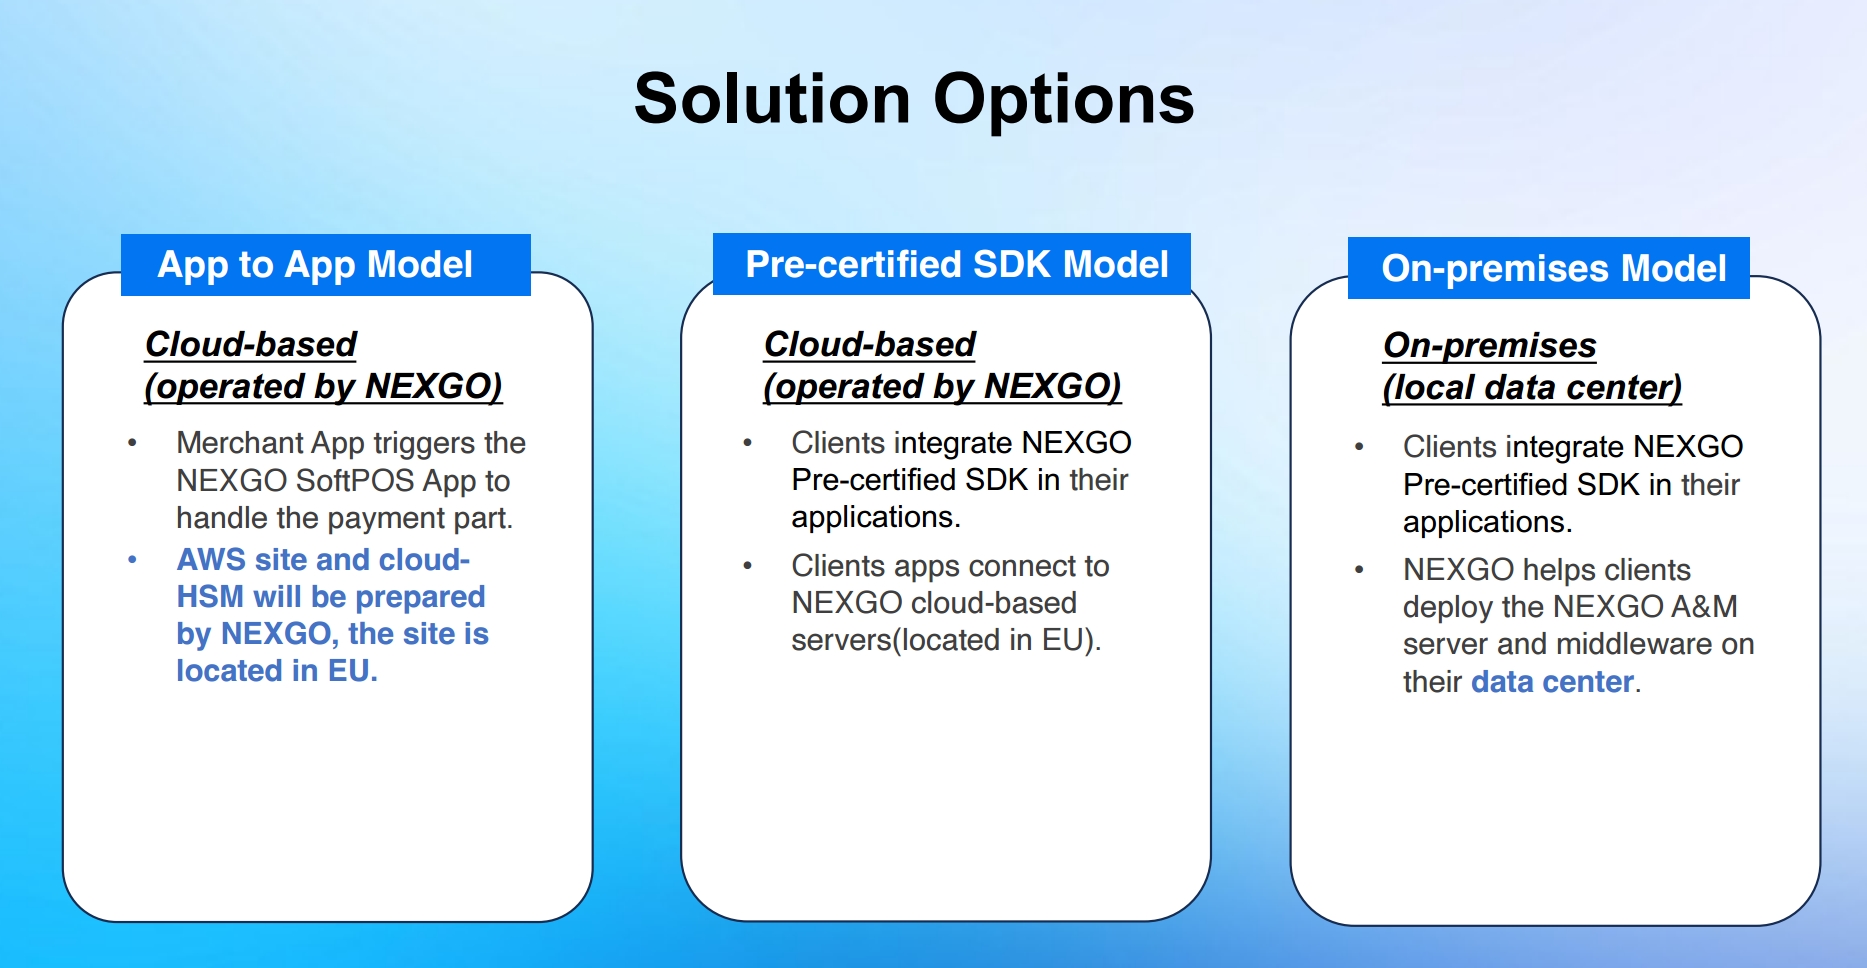 Solution Options
App to App Model
Cloud-based
(operated by NEXGO)
• Merchant App triggers the
NEXGO SoftPOS App to
handle the payment part.
• AWS site and cloud-
HSM will be prepared
by NEXGO, the site is
located in EU.
Pre-certified SDK Model
Cloud-based
(operated by NEXGO)
• Clients integrate NEXGO
Pre-certified SDK in their
applications.
• Clients apps connect to
NEXGO cloud-based
servers(located in EU).
On-premises Model
On-premises
(local data center)
• Clients integrate NEXGO
Pre-certified SDK in their
applications.
• NEXGO helps clients
deploy the NEXGO A&M
server and middleware on
their data center.